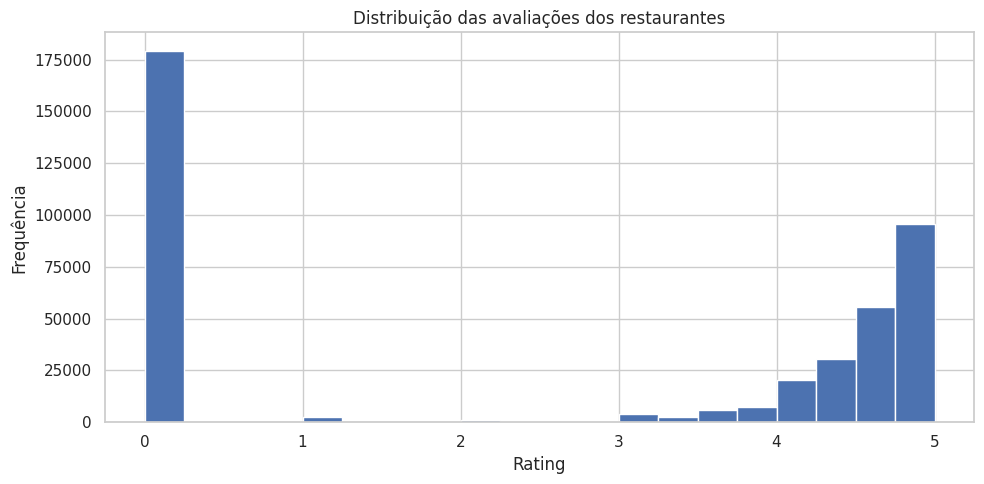 Distribuição das avaliações dos restaurantes
Frequência
175000
150000
125000
100000
75000
50000
25000
0
0 1 2 3 4 5
Rating